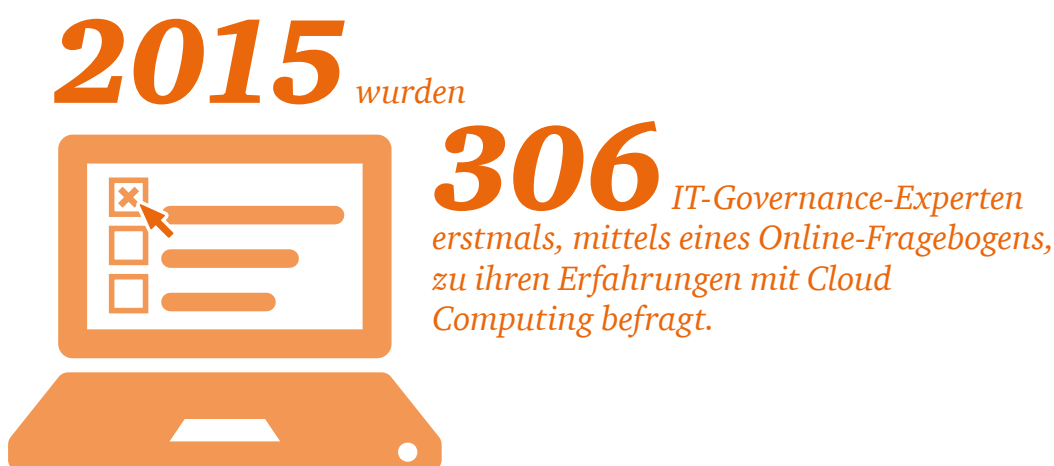 2015 wurden
306 IT-Governance-Experten
erstmals, mittels eines Online-Fragebogens,
zu ihren Erfahrungen mit Cloud
Computing befragt.